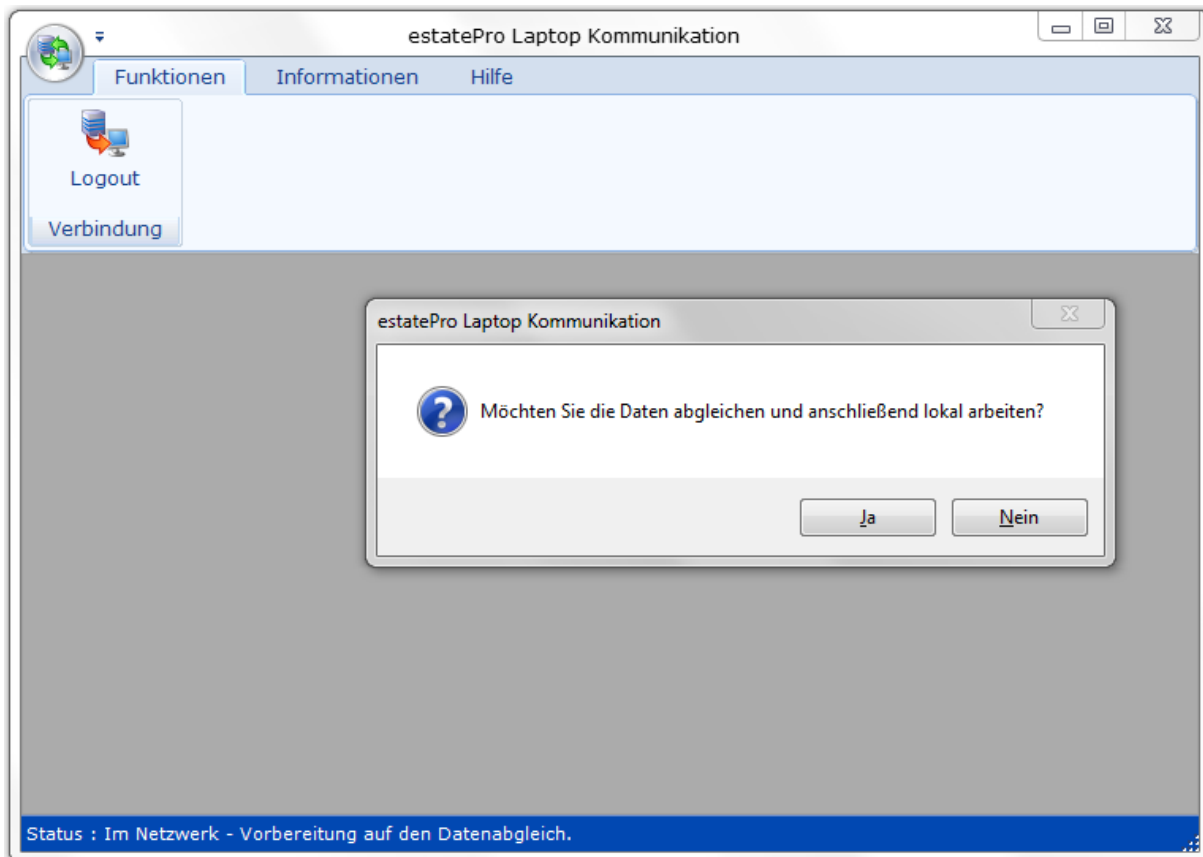 estatePro Laptop Kommunikation
Funktionen Informationen Hilfe
Logout
Verbindung
estatePro Laptop Kommunikation
Möchten Sie die Daten abgleichen und anschließend lokal arbeiten?
Ja Nein
Status : Im Netzwerk - Vorbereitung auf den Datenabgleich.